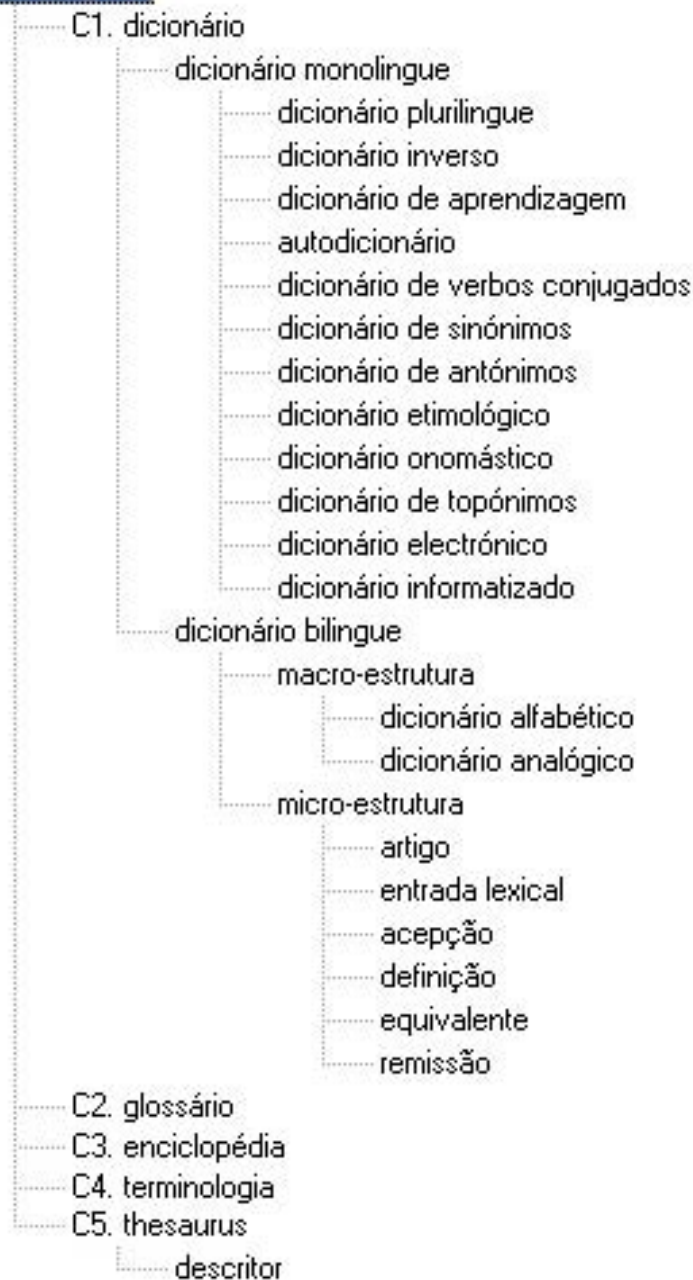 C1. dicionário
dicionário monolingue
dicionário plurilingue
dicionário inverso
dicionário de aprendizagem
autodicionário
dicionário de verbos conjugados
dicionário de sinónimos
dicionário de antónimos
dicionário etimológico
dicionário onomástico
dicionário de topónimos
dicionário electrónico
dicionário informatizado
dicionário bilingue
macro-estrutura
dicionário alfabético
dicionário analógico
micro-estrutura
artigo
entrada lexical
acepção
definição
equivalente
remissão
C2. glossário
C3. enciclopédia
C4. terminologia
C5. thesaurus
descritor